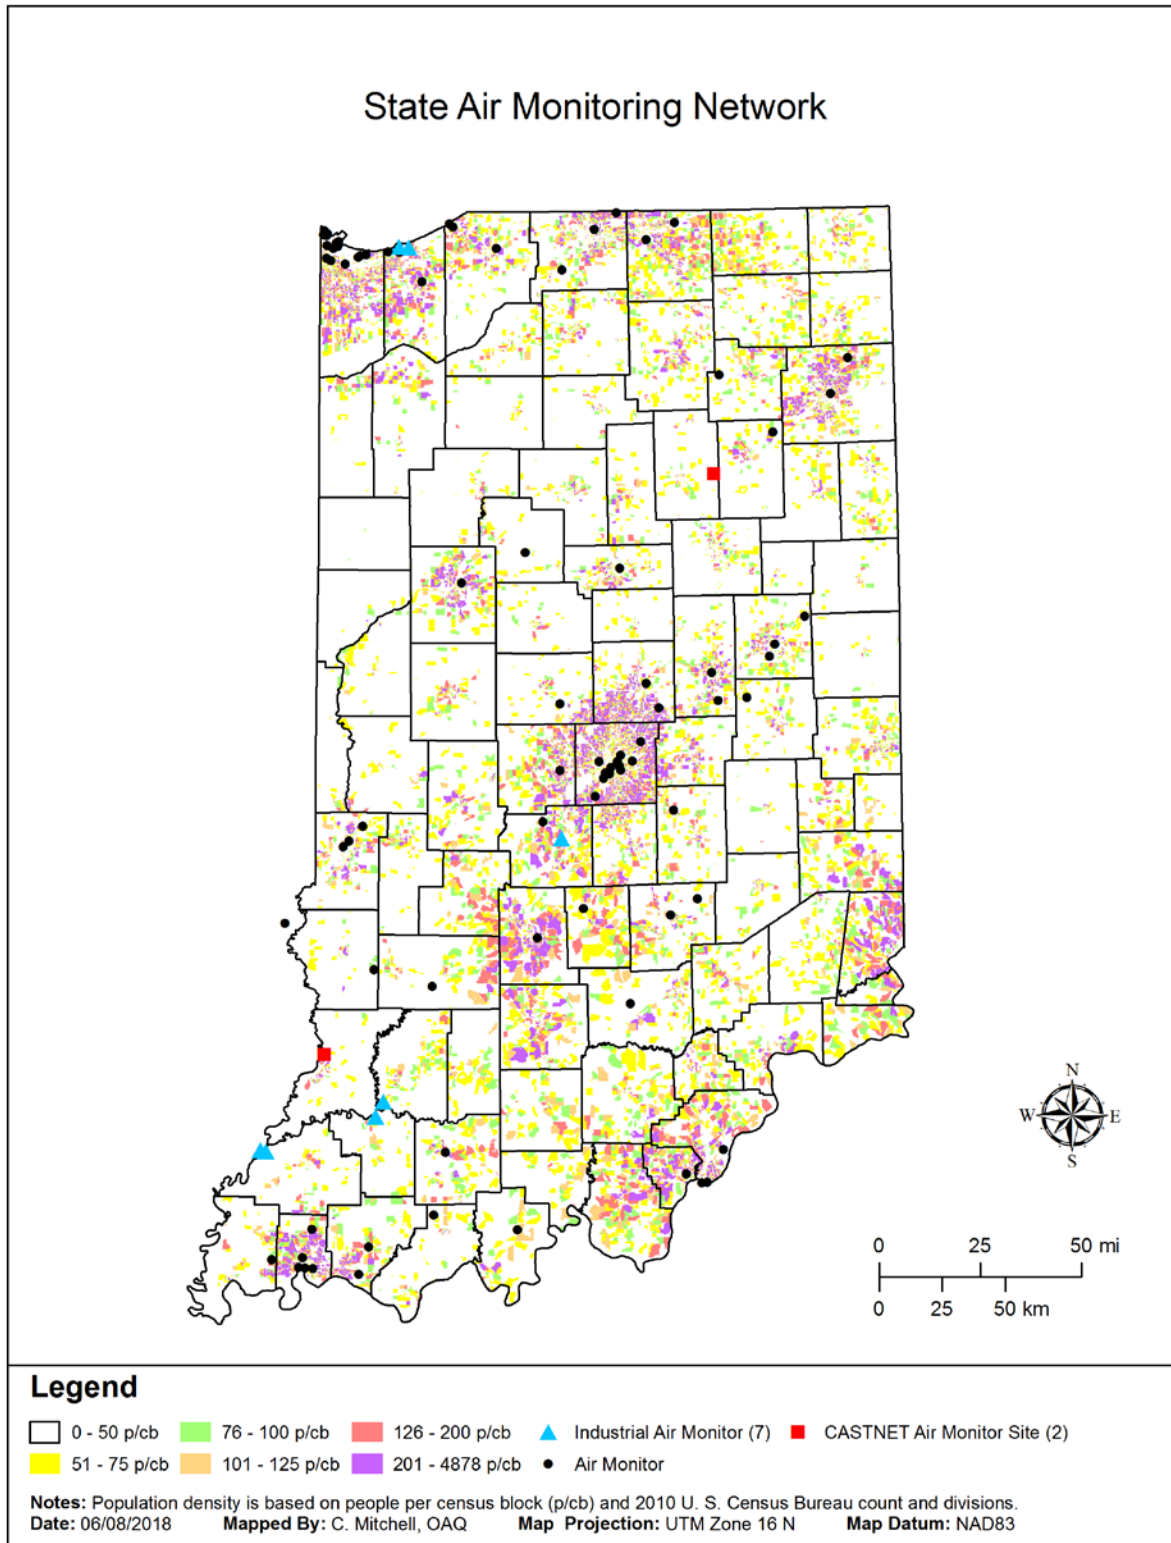 State Air Monitoring Network
N
W E
S
0 25 50 mi
0 25 50 km
Legend
0 - 50 p/cb 76 - 100 p/cb 126 - 200 p/cb Industrial Air Monitor (7) CASTNET Air Monitor Site (2)
51 - 75 p/cb 101 - 125 p/cb 201 - 4878 p/cb Air Monitor
Notes: Population density is based on people per census block (p/cb) and 2010 U. S. Census Bureau count and divisions.
Date: 06/08/2018 Mapped By: C. Mitchell, OAQ Map Projection: UTM Zone 16 N Map Datum: NAD83